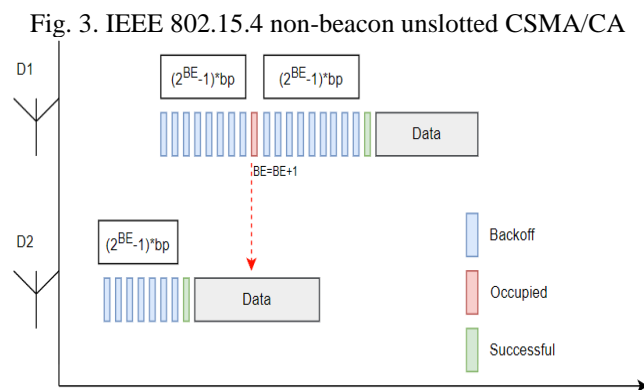 Fig. 3. IEEE 802.15.4 non-beacon unslotted CSMA/CA
D1
(2^BE-1)*bp
(2^BE-1)*bp
Data
BE=BE+1
D2
(2^BE-1)*bp
Data
Backoff
Occupied
Successful